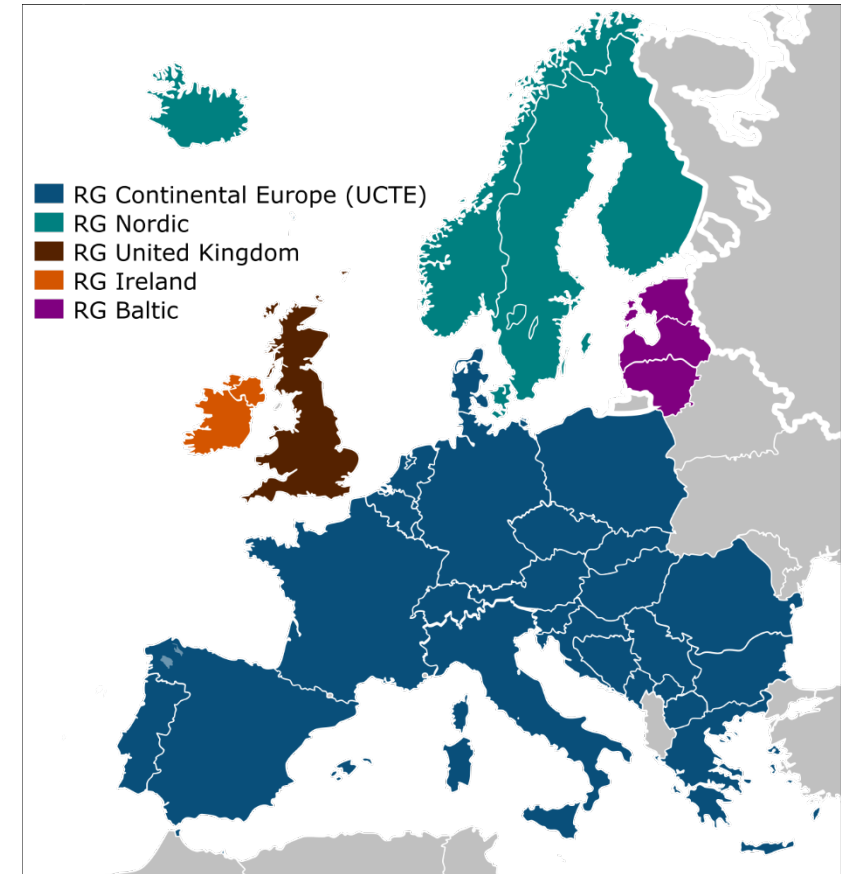 RG Continental Europe (UCTE)
RG Nordic
RG United Kingdom
RG Ireland
RG Baltic